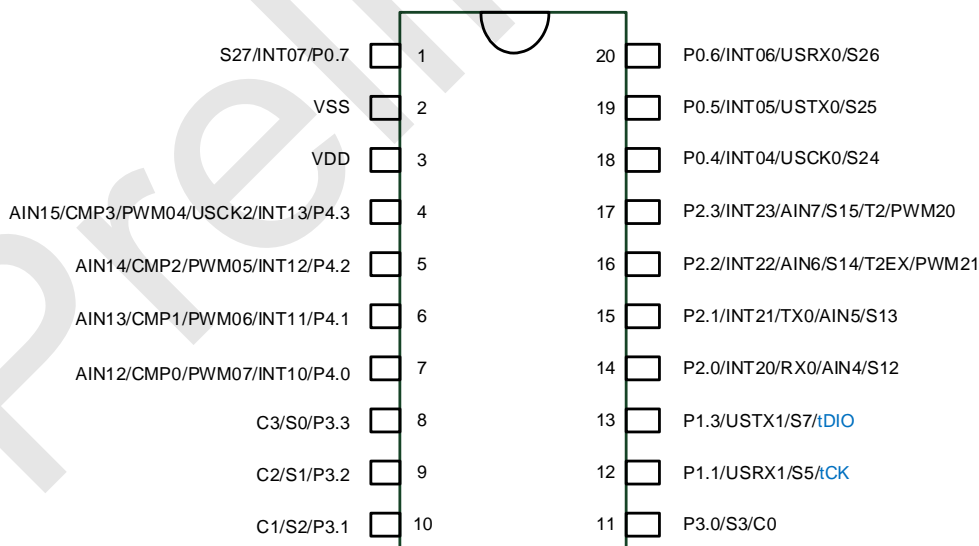 S27/INT07/P0.7 1 20 P0.6/INT06/USRX0/S26
VSS 2 19 P0.5/INT05/USTX0/S25
VDD 3 18 P0.4/INT04/USCK0/S24
AIN15/CMP3/PWM04/USCK2/INT13/P4.3 4 17 P2.3/INT23/AIN7/S15/T2/PWM20
AIN14/CMP2/PWM05/INT12/P4.2 5 16 P2.2/INT22/AIN6/S14/T2EX/PWM21
AIN13/CMP1/PWM06/INT11/P4.1 6 15 P2.1/INT21/TX0/AIN5/S13
AIN12/CMP0/PWM07/INT10/P4.0 7 14 P2.0/INT20/RX0/AIN4/S12
C3/S0/P3.3 8 13 P1.3/USTX1/S7/tDIO
C2/S1/P3.2 9 12 P1.1/USRX1/S5/tCK
C1/S2/P3.1 10 11 P3.0/S3/C0